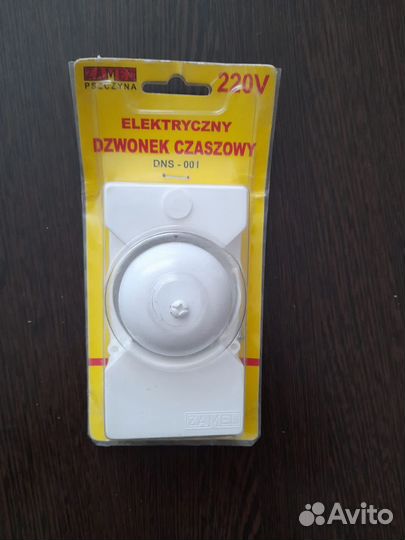 ZAMEL
PSZCZYNA
220V
ELEKTRYCZNY
DZWONEK CZASZOWY
DNS - 001
ZAMEL
Avito